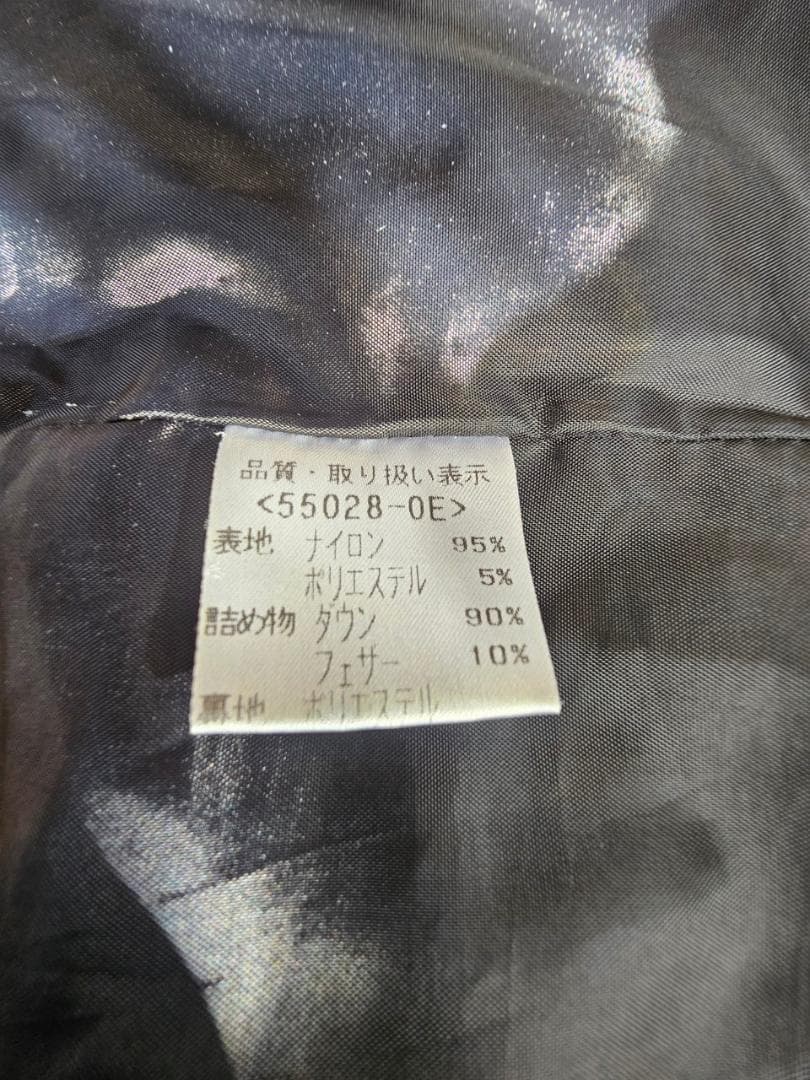 品質・取り扱い表示
<55028-0E>
表地 ナイロン 95%
ポリエステル 5%
詰め物 ダウン 90%
フェザー 10%
裏地 ポリエステル